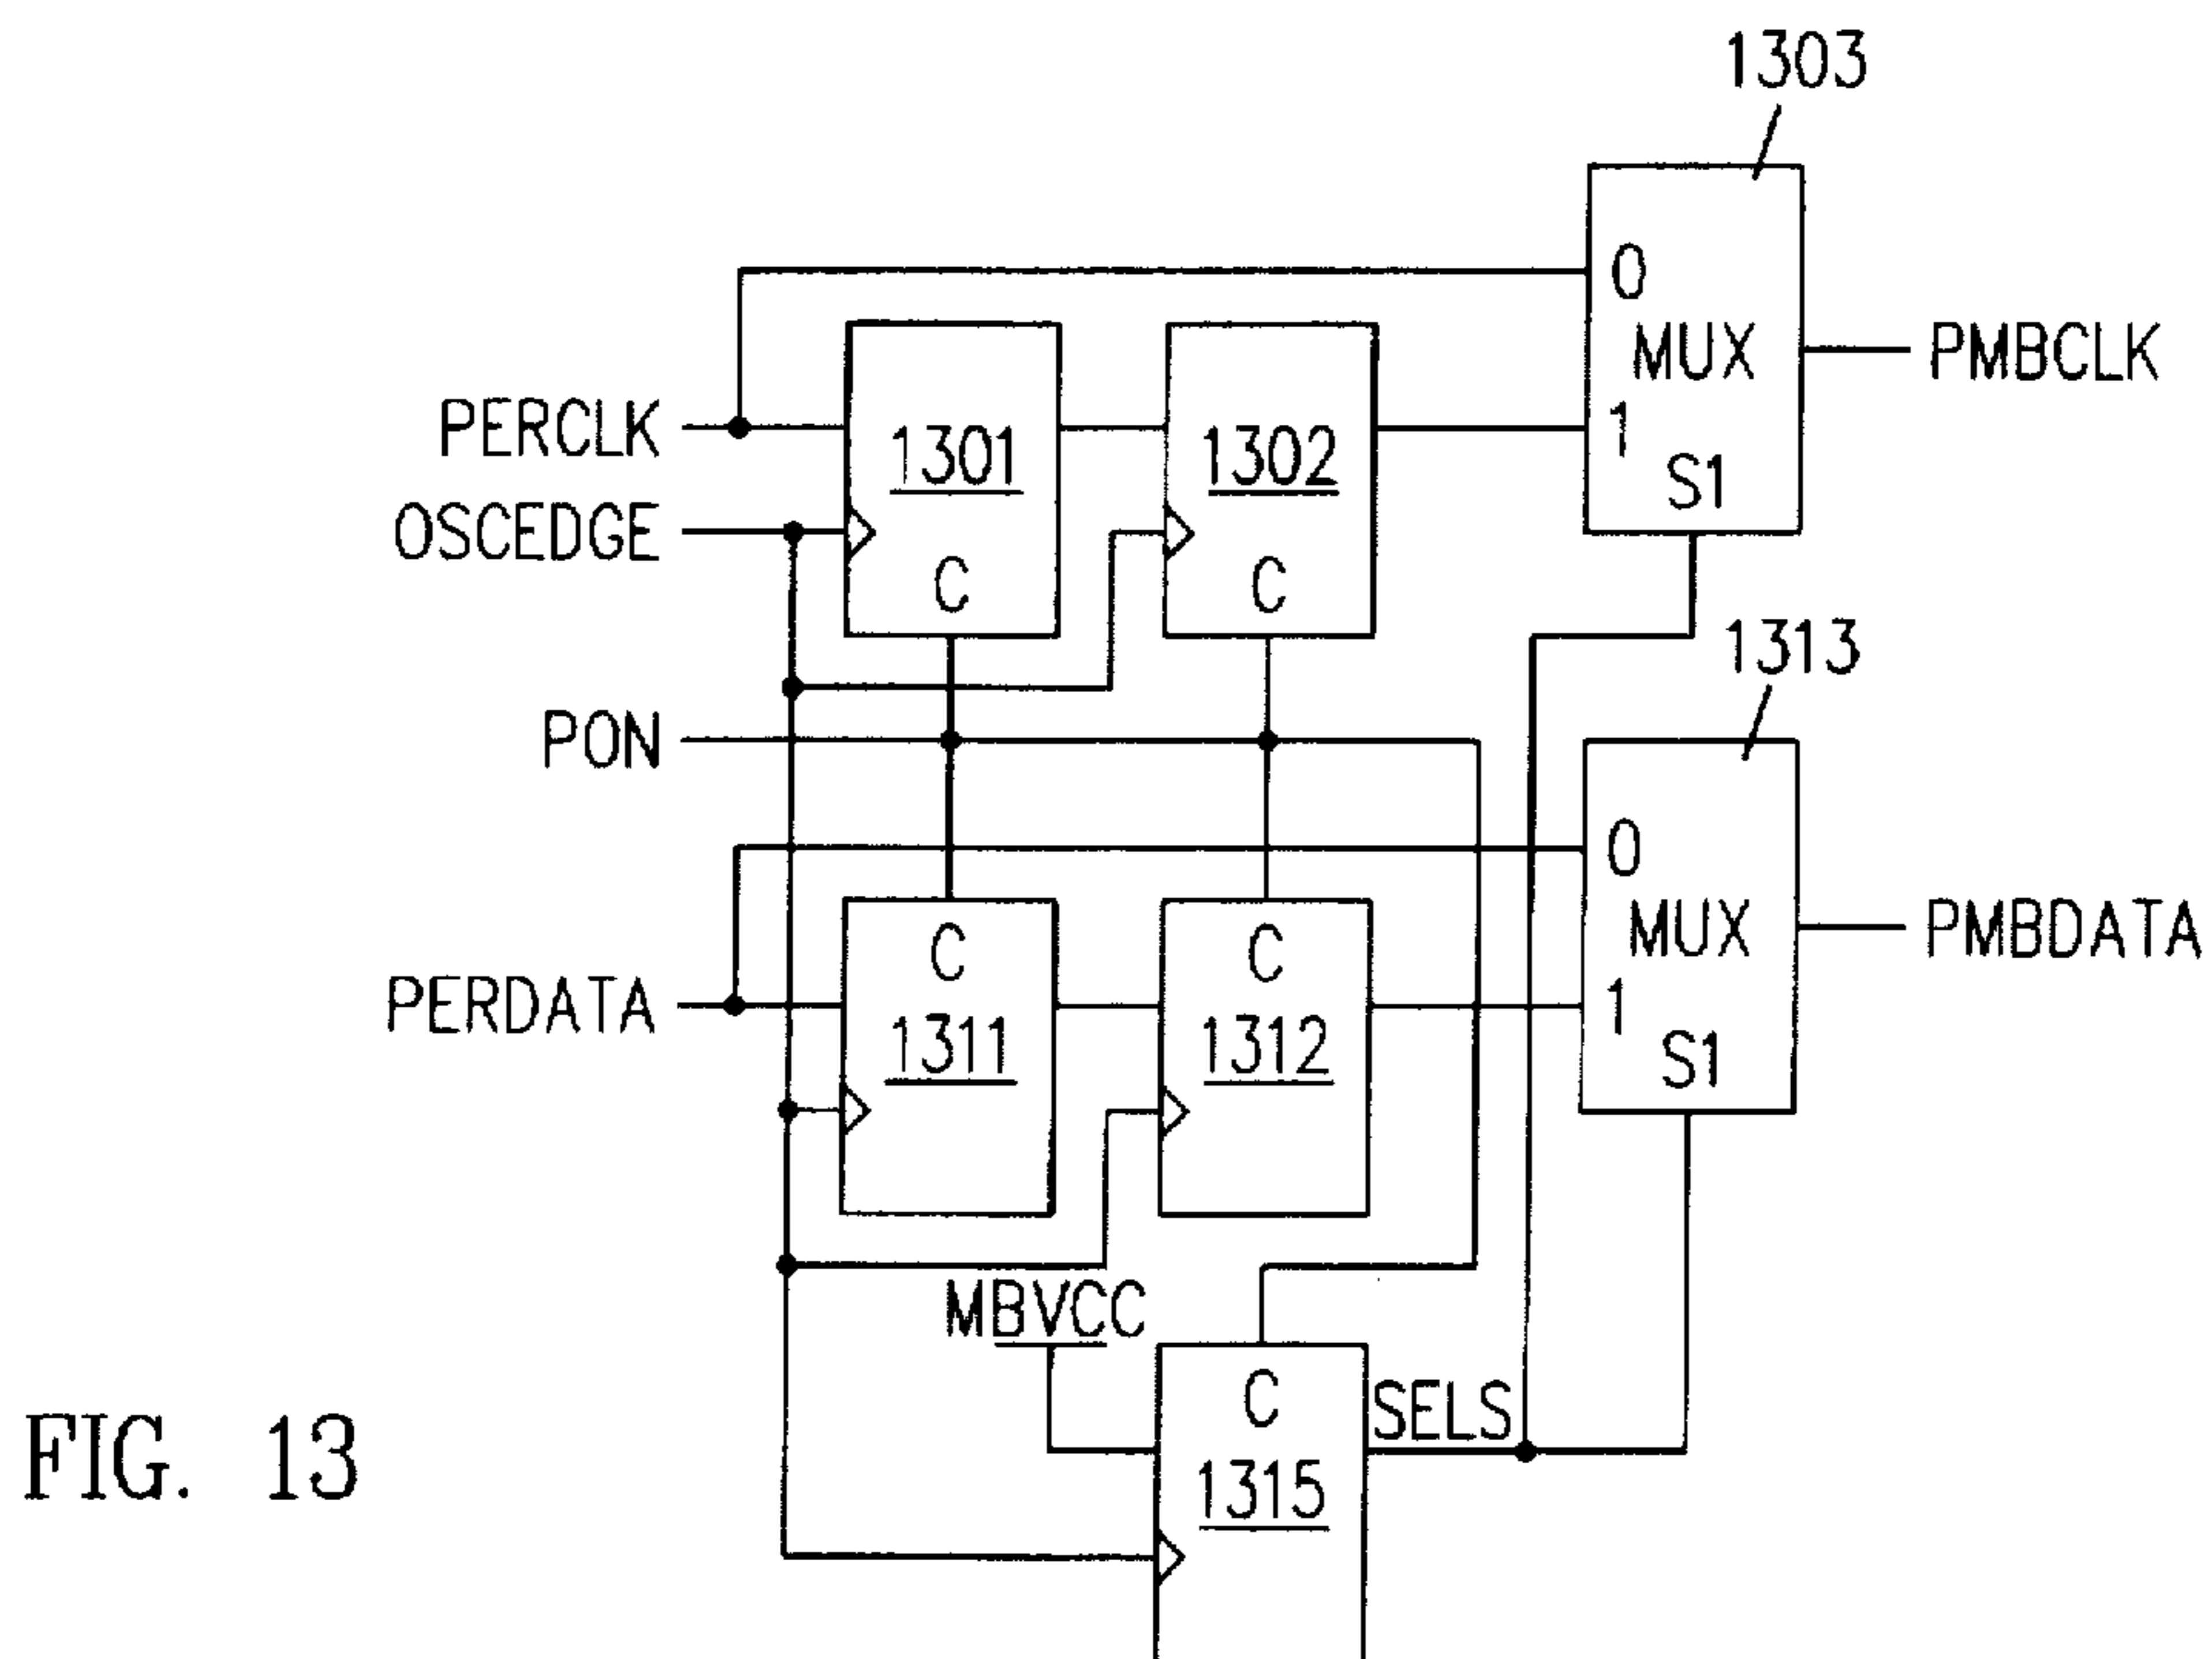 1303
0
MUX
PMBCLK
1
S1
PERCLK
1301
1302
OSCEDGE
C
C
1313
PON
0
MUX
PMBDATA
1
S1
C
C
PERDATA
1311
1312
MBVCC
C
SELS
1315
FIG. 13